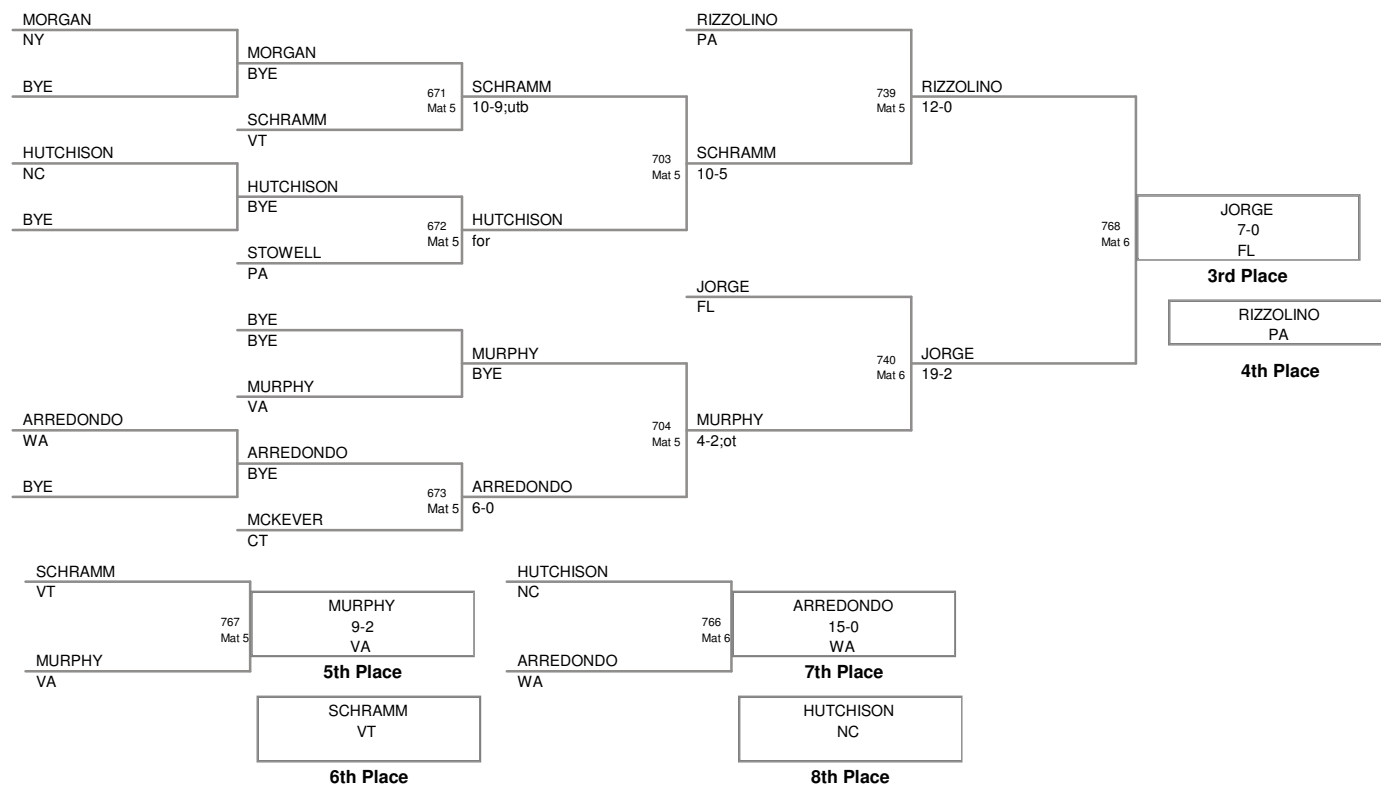 MORGAN
NY
BYE
MORGAN
BYE
SCHRAMM
VT
671
Mat 5
SCHRAMM
10-9;utb
HUTCHISON
NC
BYE
HUTCHISON
BYE
STOWELL
PA
672
Mat 5
HUTCHISON
for
703
Mat 5
SCHRAMM
10-5
RIZZOLINO
PA
739
Mat 5
RIZZOLINO
12-0
BYE
BYE
MURPHY
VA
MURPHY
BYE
ARREDONDO
WA
BYE
ARREDONDO
BYE
MCKEVER
CT
673
Mat 5
ARREDONDO
6-0
704
Mat 5
MURPHY
4-2;ot
JORGE
FL
740
Mat 6
JORGE
19-2
768
Mat 6
JORGE
7-0
FL
3rd Place
RIZZOLINO
PA
4th Place
SCHRAMM
VT
MURPHY
VA
767
Mat 5
MURPHY
9-2
VA
5th Place
SCHRAMM
VT
6th Place
HUTCHISON
NC
ARREDONDO
WA
766
Mat 6
ARREDONDO
15-0
WA
7th Place
HUTCHISON
NC
8th Place